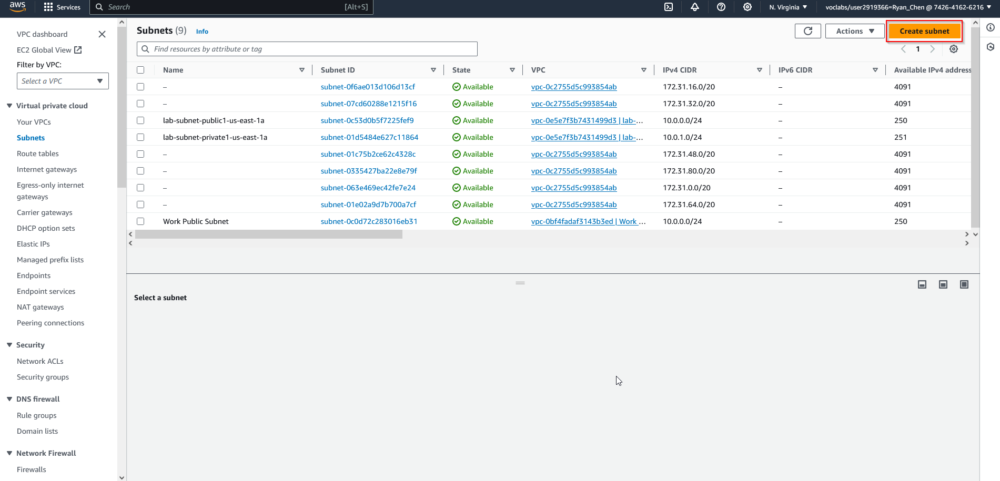 aws
Services
Search
[Alt+S]
N. Virginia
voclabs/user2919366=Ryan_Chen @ 7426-4162-6216
VPC dashboard
EC2 Global View
Filter by VPC:
Select a VPC
Virtual private cloud
Your VPCs
Subnets
Route tables
Internet gateways
Egress-only internet
gateways
Carrier gateways
DHCP option sets
Elastic IPs
Managed prefix lists
Endpoints
Endpoint services
NAT gateways
Peering connections
Security
Network ACLs
Security groups
DNS firewall
Rule groups
Domain lists
Network Firewall
Firewalls
Subnets (9) Info
Actions
Create subnet
Find resources by attribute or tag
1
Name Subnet ID State VPC IPv4 CIDR IPv6 CIDR Available IPv4 address
– subnet-0f6ae013d106d13cf Available vpc-0c2755d5c993854ab 172.31.16.0/20 – 4091
– subnet-07cd60288e1215f16 Available vpc-0c2755d5c993854ab 172.31.32.0/20 – 4091
lab-subnet-public1-us-east-1a subnet-0c53d0b5f7225fef9 Available vpc-0e5e7f3b7431499d3 | lab-... 10.0.0.0/24 – 250
lab-subnet-private1-us-east-1a subnet-01d5484e627c11864 Available vpc-0e5e7f3b7431499d3 | lab-... 10.0.1.0/24 – 251
– subnet-01c75b2ce62c4328c Available vpc-0c2755d5c993854ab 172.31.48.0/20 – 4091
– subnet-0335427ba22e8e79f Available vpc-0c2755d5c993854ab 172.31.80.0/20 – 4091
– subnet-063e469ec42fe7e24 Available vpc-0c2755d5c993854ab 172.31.0.0/20 – 4091
– subnet-01e02a9d7b700a7cf Available vpc-0c2755d5c993854ab 172.31.64.0/20 – 4091
Work Public Subnet subnet-0c0d72c283016eb31 Available vpc-0bf4fadaf3143b3ed | Work ... 10.0.0.0/24 – 250
Select a subnet